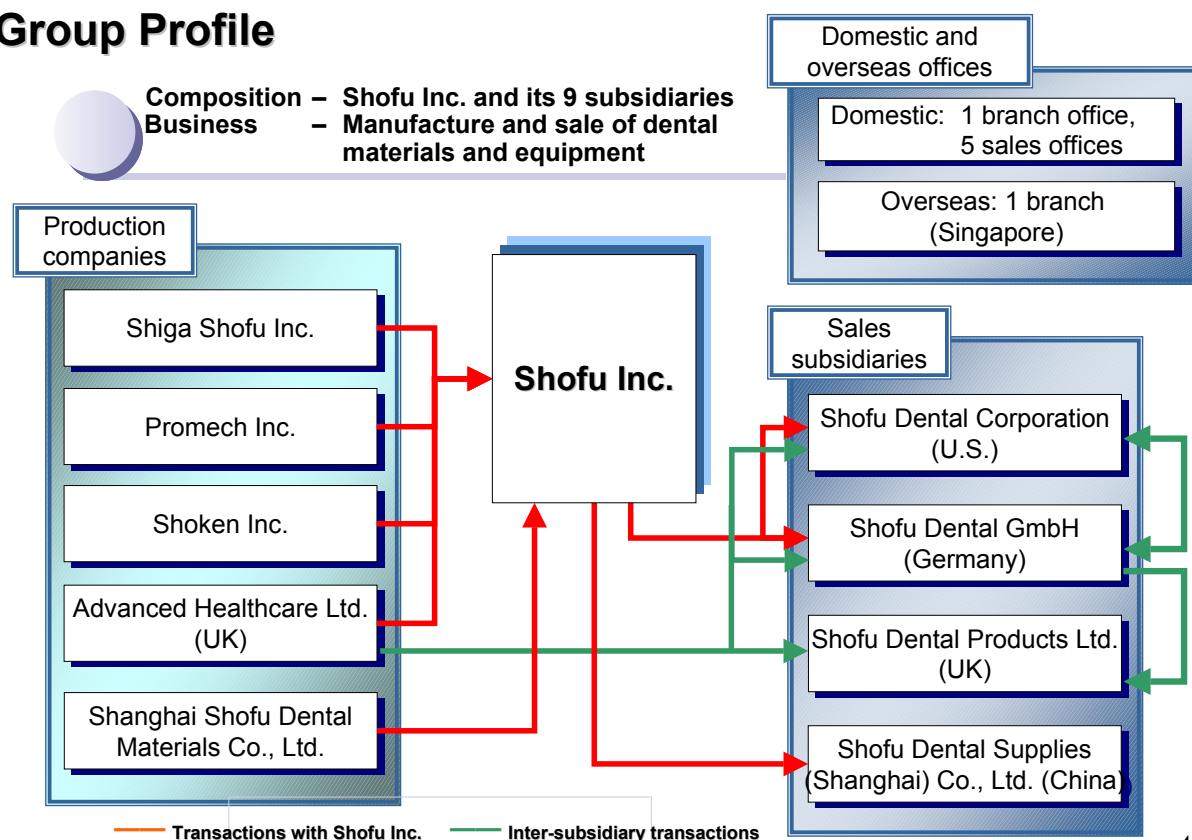 Group Profile
Composition – Shofu Inc. and its 9 subsidiaries
Business – Manufacture and sale of dental
materials and equipment
Domestic and
overseas offices
Domestic: 1 branch office,
5 sales offices
Overseas: 1 branch
(Singapore)
Production
companies
Shiga Shofu Inc.
Promech Inc.
Shoken Inc.
Advanced Healthcare Ltd.
(UK)
Shanghai Shofu Dental
Materials Co., Ltd.
Shofu Inc.
Sales
subsidiaries
Shofu Dental Corporation
(U.S.)
Shofu Dental GmbH
(Germany)
Shofu Dental Products Ltd.
(UK)
Shofu Dental Supplies
(Shanghai) Co., Ltd. (China)
Transactions with Shofu Inc.
Inter-subsidiary transactions